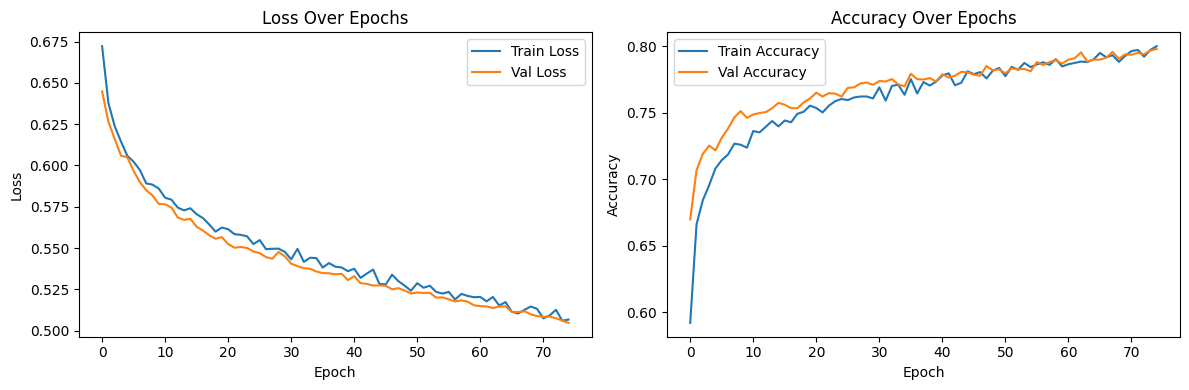 Loss Over Epochs
Loss
0.675
0.650
0.625
0.600
0.575
0.550
0.525
0.500
Train Loss
Val Loss
0 10 20 30 40 50 60 70
Epoch
Accuracy Over Epochs
Accuracy
0.80
0.75
0.70
0.65
0.60
Train Accuracy
Val Accuracy
0 10 20 30 40 50 60 70
Epoch